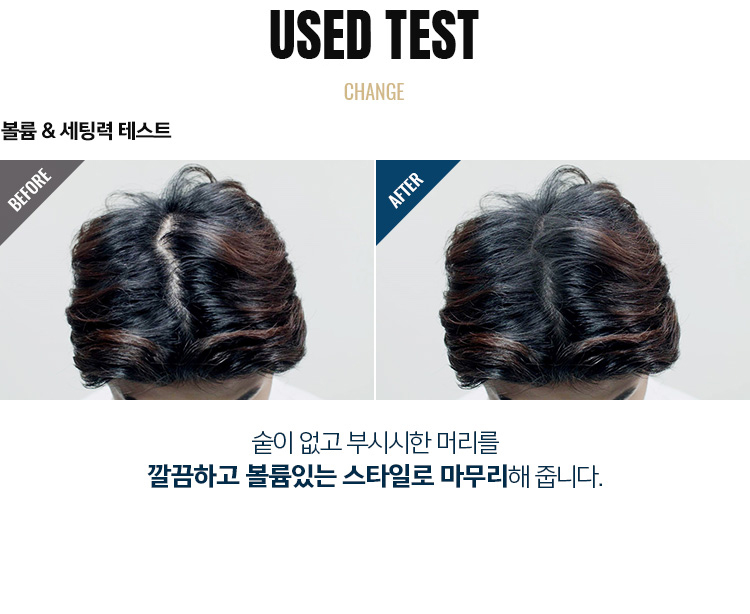 USED TEST
CHANGE
볼륨 & 세팅력 테스트
BEFORE
AFTER
숱이 없고 부시시한 머리를
깔끔하고 볼륨있는 스타일로 마무리해 줍니다.